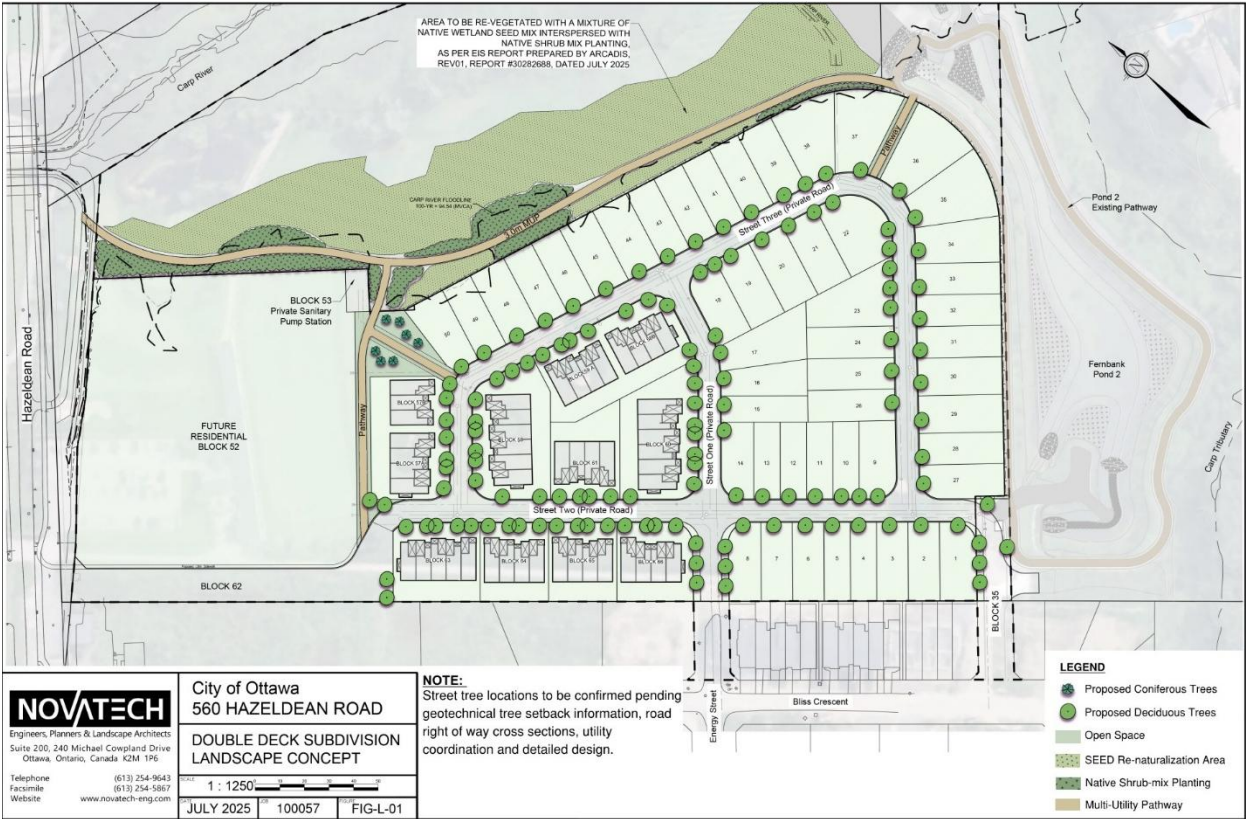 AREA TO BE RE-VEGETATED WITH A MIXTURE OF
NATIVE WETLAND SEED MIX INTERSPERSED WITH
NATIVE SHRUB MIX PLANTING,
AS PER EIS REPORT PREPARED BY ARCADIS,
REV01, REPORT #30282688, DATED JULY 2025
CARP RIVER
Carp River
N
Pond 2
Existing Pathway
CARP RIVER FLOODLINE
100-YR = 94.54 (MVCA)
3.0m MUP
Pathway
Street Three (Private Road)
37
36
38
39
40
41
42
43
44
45
46
47
48
49
50
35
34
33
32
31
30
29
28
27
22
21
20
19
18
17
16
15
23
24
25
26
14
13
12
11
10
9
BLOCK 53
Private Sanitary
Pump Station
Hazeldean Road
FUTURE
RESIDENTIAL
BLOCK 52
Pathway
BLOCK 61
Street One (Private Road)
Fernbank
Pond 2
Carp Tributary
Street Two (Private Road)
BLOCK 63
BLOCK 64
BLOCK 65
BLOCK 66
8
7
6
5
4
3
2
1
BLOCK 62
BLOCK 35
Energy Street
Bliss Crescent
NOVATECH
Engineers, Planners & Landscape Architects
Suite 200, 240 Michael Cowpland Drive
Ottawa, Ontario, Canada K2M 1P6
Telephone (613) 254-9643
Facsimile (613) 254-5867
Website www.novatech-eng.com
City of Ottawa
560 HAZELDEAN ROAD
DOUBLE DECK SUBDIVISION
LANDSCAPE CONCEPT
SCALE
1 : 1250
DATE JULY 2025
JOB 100057
FIGURE FIG-L-01
NOTE:
Street tree locations to be confirmed pending
geotechnical tree setback information, road
right of way cross sections, utility
coordination and detailed design.
LEGEND
Proposed Coniferous Trees
Proposed Deciduous Trees
Open Space
SEED Re-naturalization Area
Native Shrub-mix Planting
Multi-Utility Pathway